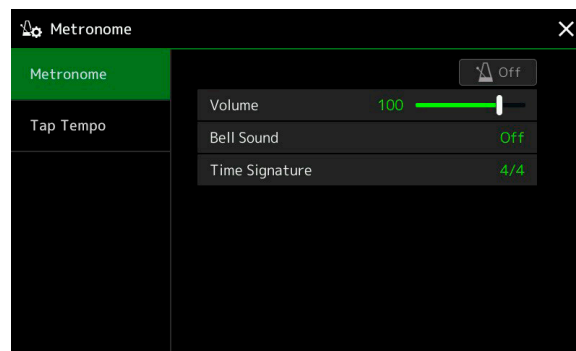 Metronome
Metronome
Off
Volume 100
Tap Tempo
Bell Sound Off
Time Signature 4/4